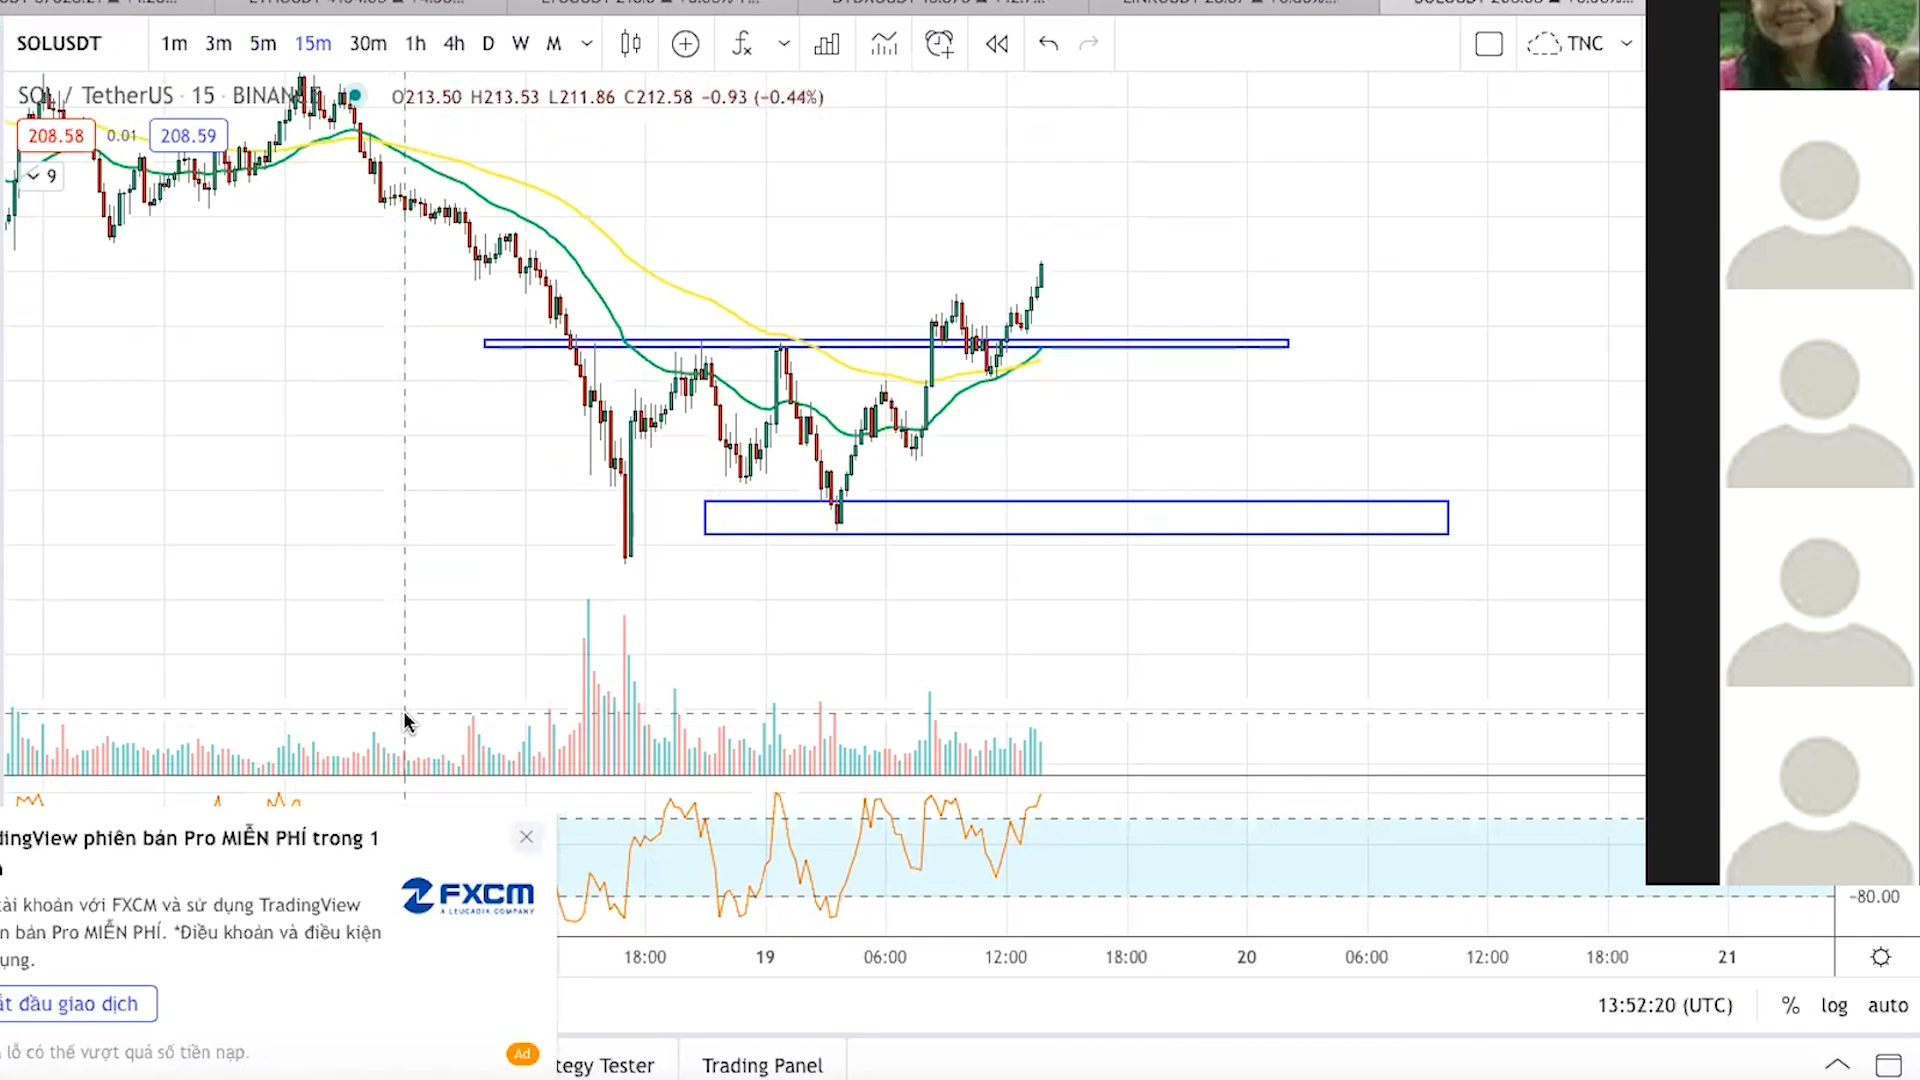 SOLUSDT 1m 3m 5m 15m 30m 1h 4h D W M TNC
SOL / TetherUS · 15 · BINANCE O213.50 H213.53 L211.86 C212.58 −0.93 (−0.44%)
208.58 0.01 208.59
9
dingView phiên bản Pro MIỄN PHÍ trong 1
ài khoản với FXCM và sử dụng TradingView
n bản Pro MIỄN PHÍ. *Điều khoản và điều kiện
ụng.
FXCM
A LEUCADIA COMPANY
ắt đầu giao dịch
lỗ có thể vượt quá số tiền nạp.
Ad
−80.00
18:00 19 06:00 12:00 18:00 20 06:00 12:00 18:00 21
13:52:20 (UTC) % log auto
tegy Tester Trading Panel